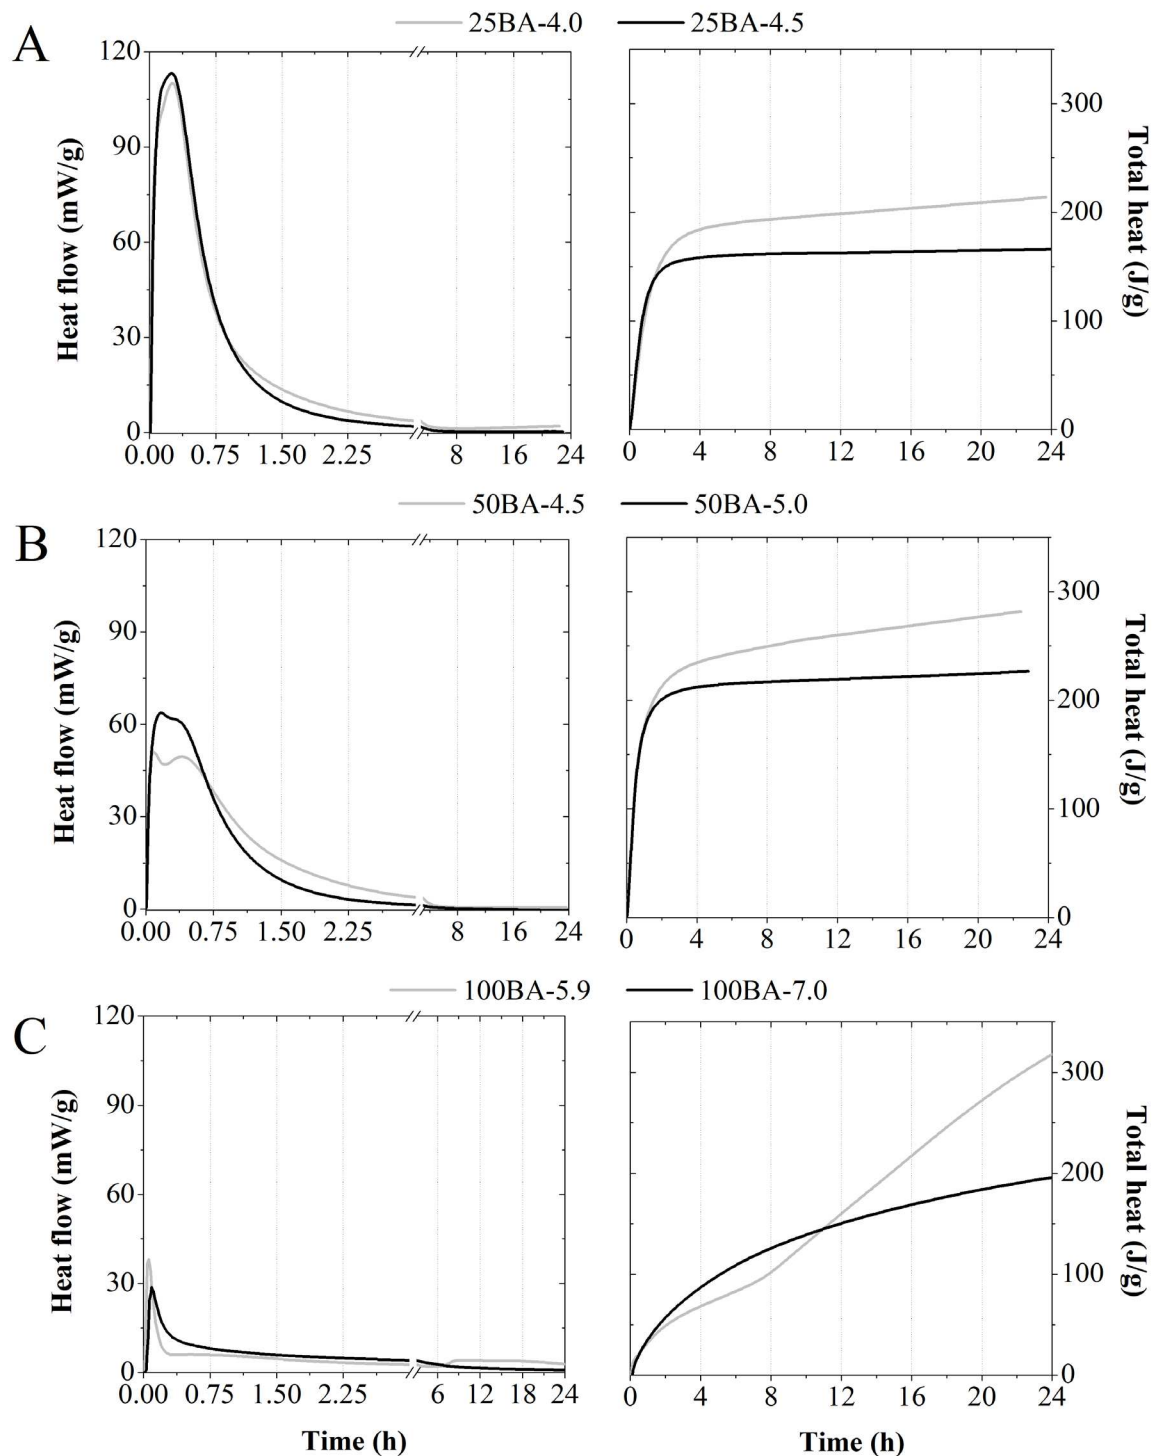 25BA-4.0 25BA-4.5
A
120
90
60
30
0
Heat flow (mW/g)
0.00 0.75 1.50 2.25 8 16 24
300
200
100
0
Total heat (J/g)
0 4 8 12 16 20 24
50BA-4.5 50BA-5.0
B
120
90
60
30
0
Heat flow (mW/g)
0.00 0.75 1.50 2.25 8 16 24
300
200
100
0
Total heat (J/g)
0 4 8 12 16 20 24
100BA-5.9 100BA-7.0
C
120
90
60
30
0
Heat flow (mW/g)
0.00 0.75 1.50 2.25 6 12 18 24
Time (h)
300
200
100
0
Total heat (J/g)
0 4 8 12 16 20 24
Time (h)